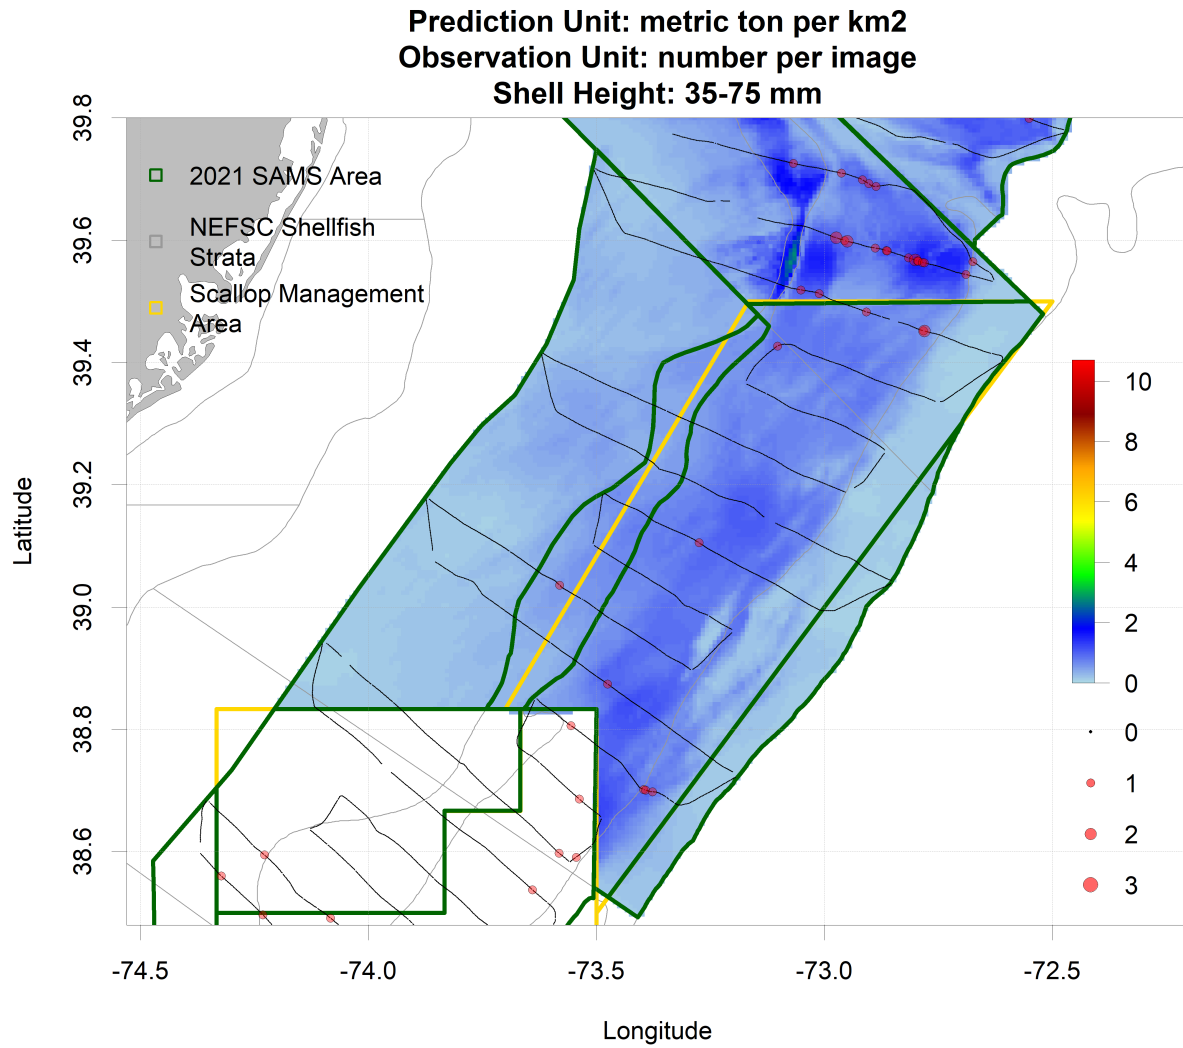 Prediction Unit: metric ton per km2
Observation Unit: number per image
Shell Height: 35-75 mm
39.8
39.6
39.4
39.2
39.0
38.8
38.6
Latitude
2021 SAMS Area
NEFSC Shellfish
Strata
Scallop Management
Area
10
8
6
4
2
0
0
1
2
3
-74.5
-74.0
-73.5
-73.0
-72.5
Longitude